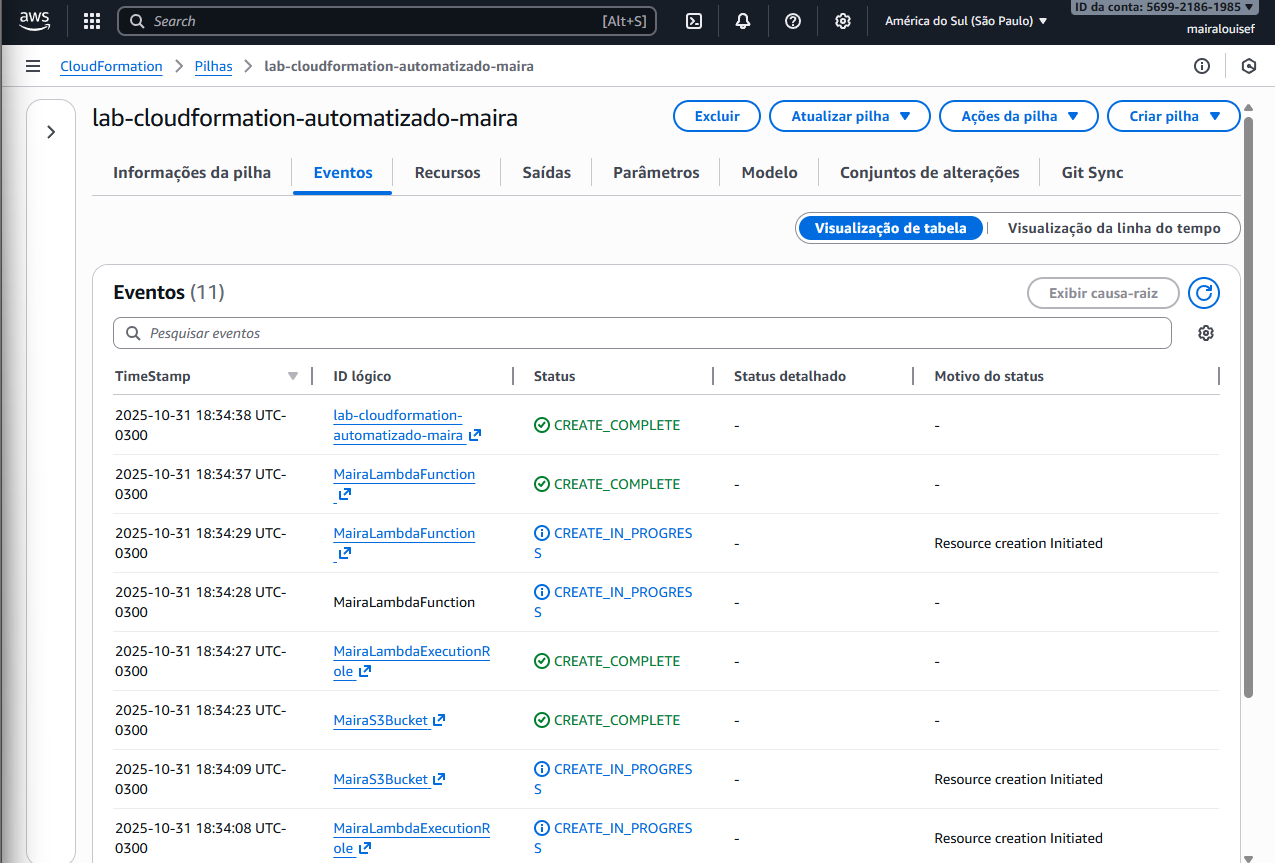 aws
Search [Alt+S]
América do Sul (São Paulo)
ID da conta: 5699-2186-1985
mairalouisef
CloudFormation
Pilhas
lab-cloudformation-automatizado-maira
lab-cloudformation-automatizado-maira
Excluir
Atualizar pilha
Ações da pilha
Criar pilha
Informações da pilha
Eventos
Recursos
Saídas
Parâmetros
Modelo
Conjuntos de alterações
Git Sync
Visualização de tabela
Visualização da linha do tempo
Eventos (11)
Exibir causa-raiz
Pesquisar eventos
TimeStamp
ID lógico
Status
Status detalhado
Motivo do status
2025-10-31 18:34:38 UTC-
0300
lab-cloudformation-
automatizado-maira
CREATE_COMPLETE
-
-
2025-10-31 18:34:37 UTC-
0300
MairaLambdaFunction
CREATE_COMPLETE
-
-
2025-10-31 18:34:29 UTC-
0300
MairaLambdaFunction
CREATE_IN_PROGRES
S
-
Resource creation Initiated
2025-10-31 18:34:28 UTC-
0300
MairaLambdaFunction
CREATE_IN_PROGRES
S
-
-
2025-10-31 18:34:27 UTC-
0300
MairaLambdaExecutionR
ole
CREATE_COMPLETE
-
-
2025-10-31 18:34:23 UTC-
0300
MairaS3Bucket
CREATE_COMPLETE
-
-
2025-10-31 18:34:09 UTC-
0300
MairaS3Bucket
CREATE_IN_PROGRES
S
-
Resource creation Initiated
2025-10-31 18:34:08 UTC-
0300
MairaLambdaExecutionR
ole
CREATE_IN_PROGRES
S
-
Resource creation Initiated